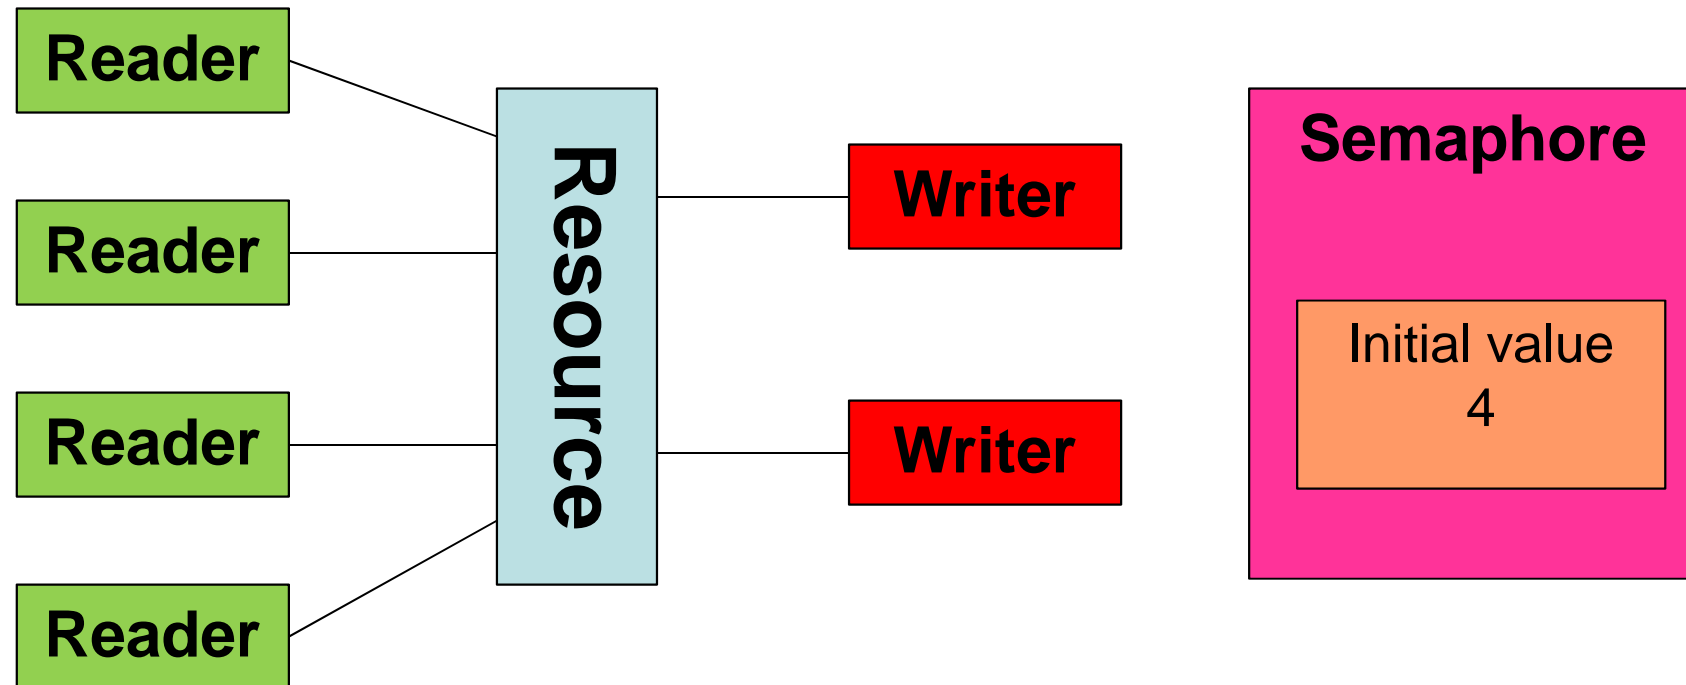 Reader
Reader
Reader
Reader
Resource
Writer
Writer
Semaphore
Initial value
4